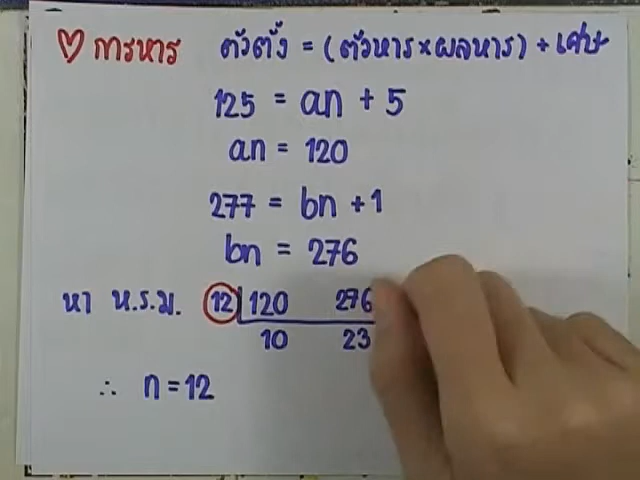 ♡ การหาร ตัวตั้ง = (ตัวหาร×ผลหาร) + เศษ
125 = an + 5
an = 120
277 = bn + 1
bn = 276
หา ห.ร.ม. 12 120 276
10 23
∴ n = 12